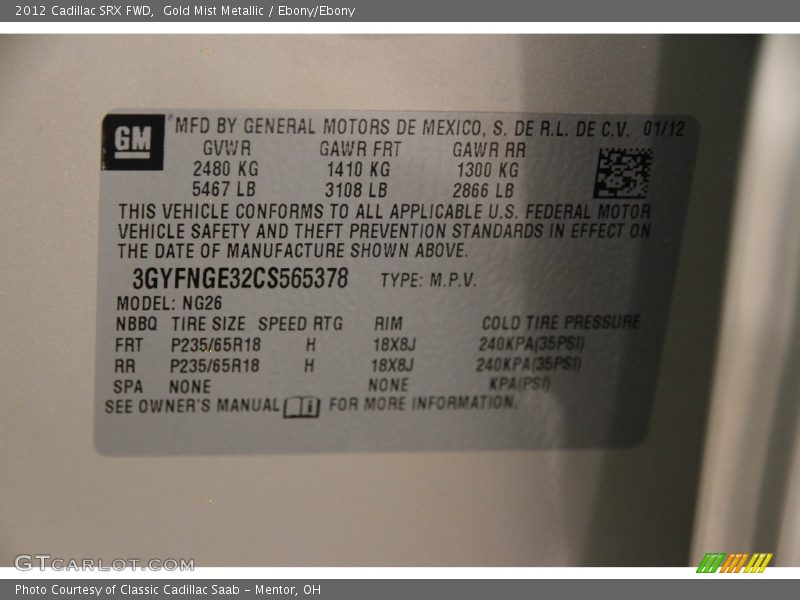 2012 Cadillac SRX FWD,  Gold Mist Metallic / Ebony/Ebony
GM
MFD BY GENERAL MOTORS DE MEXICO, S. DE R.L. DE C.V. 01/12
GVWR GAWR FRT GAWR RR
2480 KG 1410 KG 1300 KG
5467 LB 3108 LB 2866 LB
THIS VEHICLE CONFORMS TO ALL APPLICABLE U.S. FEDERAL MOTOR
VEHICLE SAFETY AND THEFT PREVENTION STANDARDS IN EFFECT ON
THE DATE OF MANUFACTURE SHOWN ABOVE.
3GYFNGE32CS565378 TYPE: M.P.V.
MODEL: NG26
NBBQ TIRE SIZE SPEED RTG RIM COLD TIRE PRESSURE
FRT P235/65R18 H 18X8J 240KPA(35PSI)
RR P235/65R18 H 18X8J 240KPA(35PSI)
SPA NONE NONE KPA(PSI)
SEE OWNER'S MANUAL FOR MORE INFORMATION.
GTCARLOT.COM
Photo Courtesy of Classic Cadillac Saab - Mentor, OH